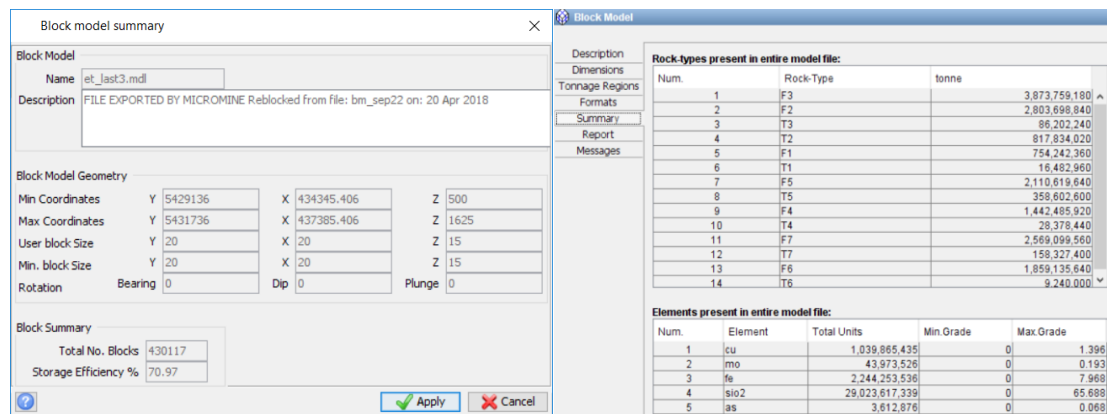 Block model summary
Block Model
Name et_last3.mdl
Description FILE EXPORTED BY MICROMINE Reblocked from file: bm_sep22 on: 20 Apr 2018
Block Model Geometry
Min Coordinates Y 5429136 X 434345.406 Z 500
Max Coordinates Y 5431736 X 437385.406 Z 1625
User block Size Y 20 X 20 Z 15
Min. block Size Y 20 X 20 Z 15
Rotation Bearing 0 Dip 0 Plunge 0
Block Summary
Total No. Blocks 430117
Storage Efficiency % 70.97
Apply Cancel
Block Model
Description
Dimensions
Tonnage Regions
Formats
Summary
Report
Messages
Rock-types present in entire model file:
Num. Rock-Type tonne
1 F3 3,873,759,180
2 F2 2,803,698,840
3 T3 86,202,240
4 T2 817,834,020
5 F1 754,242,360
6 T1 16,482,960
7 F5 2,110,619,640
8 T5 358,602,600
9 F4 1,442,485,920
10 T4 28,378,440
11 F7 2,569,099,560
12 T7 158,327,400
13 F6 1,859,135,640
14 T6 9,240,000
Elements present in entire model file:
Num. Element Total Units Min.Grade Max.Grade
1 cu 1,039,865,435 0 1.396
2 mo 43,973,526 0 0.193
3 fe 2,244,253,536 0 7.968
4 sio2 29,023,617,339 0 65.688
5 as 3,612,876 0 0.068